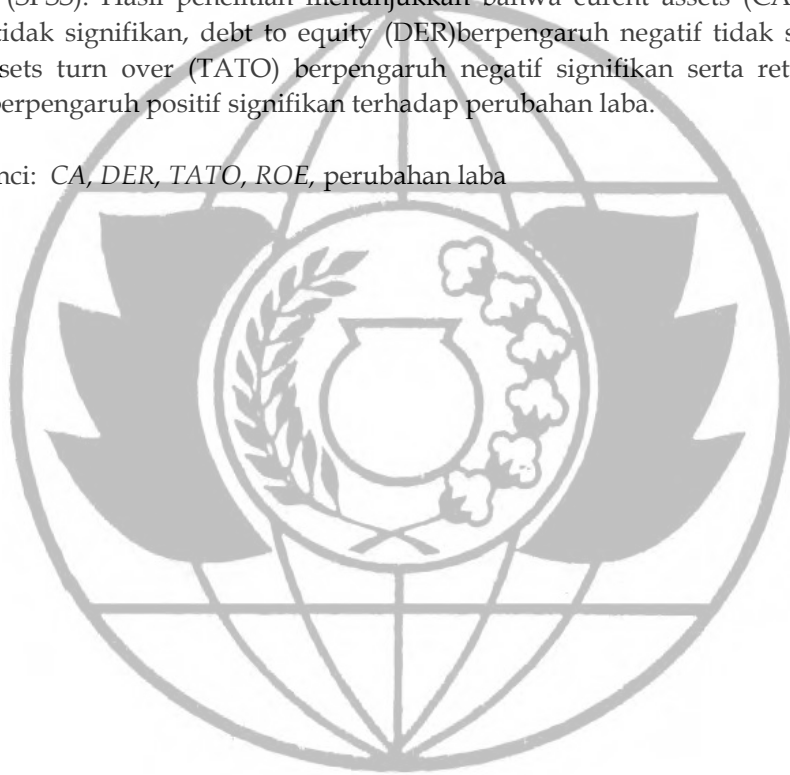 (SPSS). Hasil penelitian menunjukkan bahwa curent assets (CA
tidak signifikan, debt to equity (DER)berpengaruh negatif tidak s
sets turn over (TATO) berpengaruh negatif signifikan serta ret
berpengaruh positif signifikan terhadap perubahan laba.
nci: CA, DER, TATO, ROE, perubahan laba